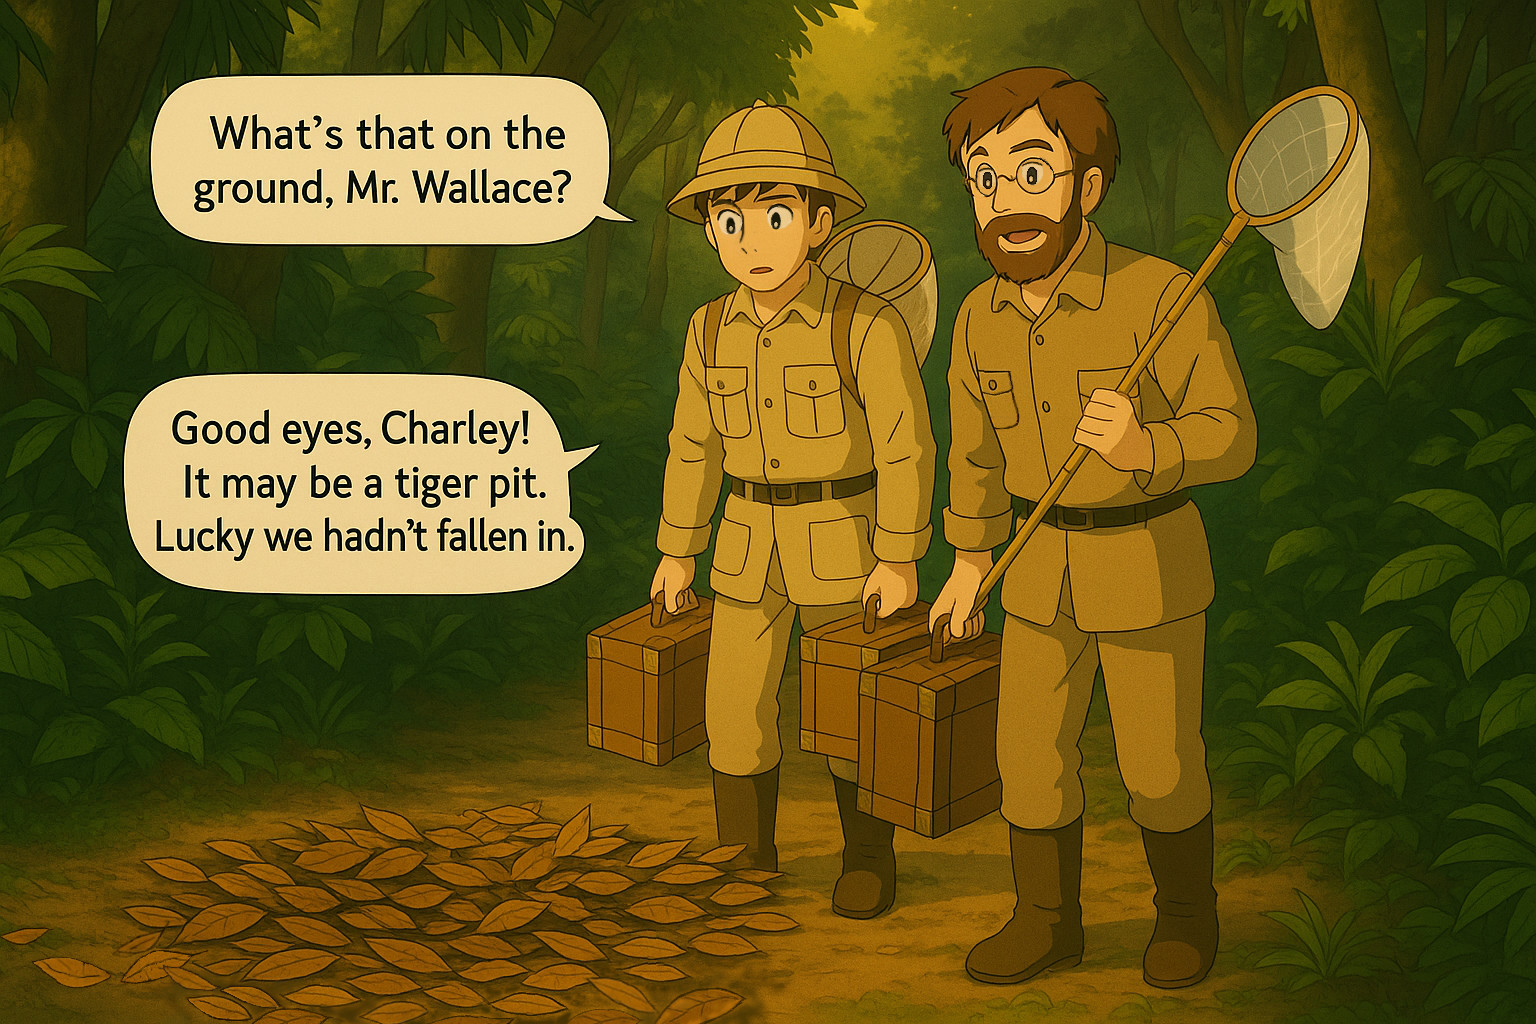 What's that on the
ground, Mr. Wallace?
Good eyes, Charley!
It may be a tiger pit.
Lucky we hadn't fallen in.